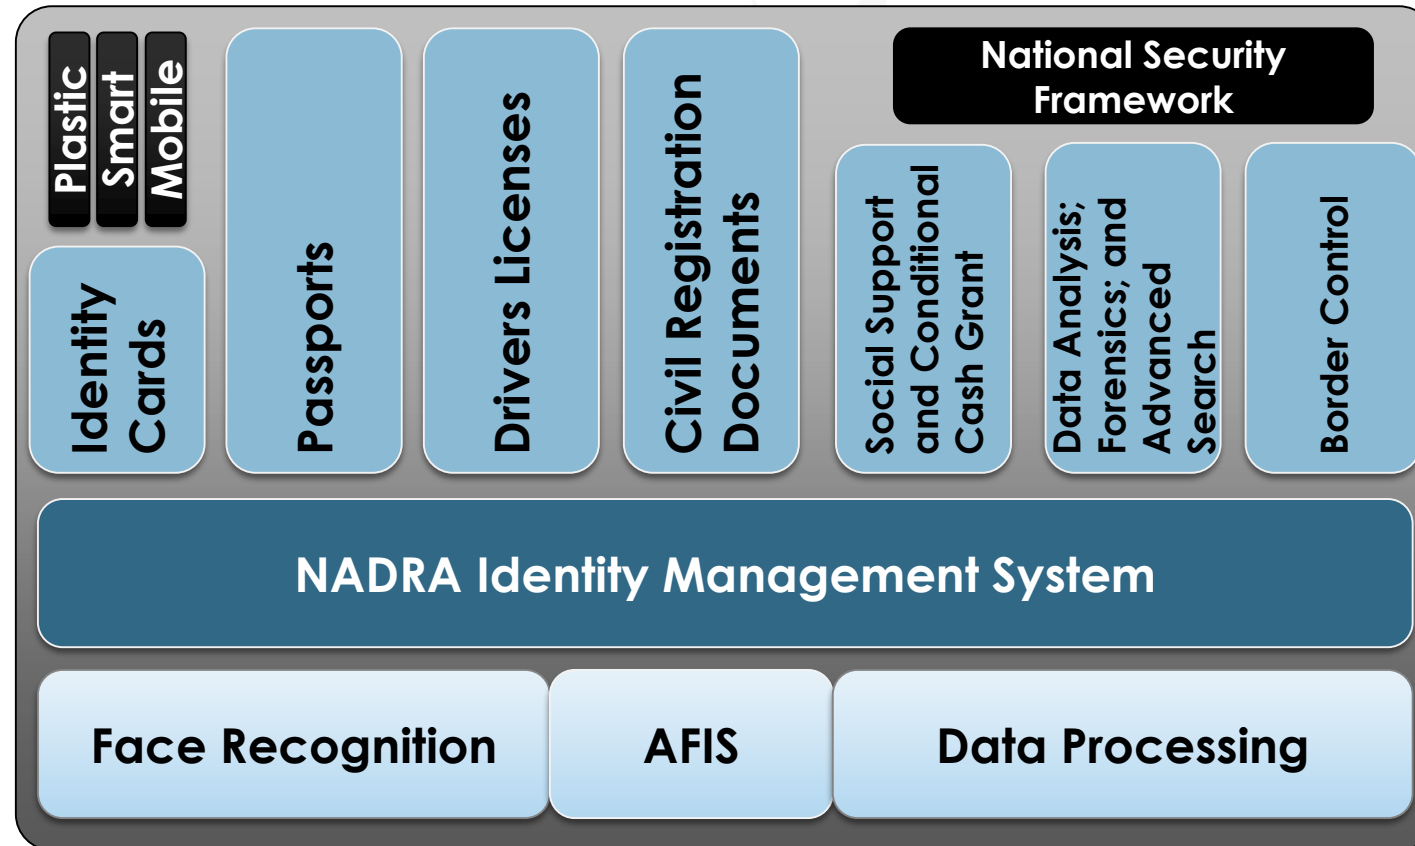 Plastic
Smart
Mobile
Identity
Cards
Passports
Drivers Licenses
Civil Registration
Documents
National Security
Framework
Social Support
and Conditional
Cash Grant
Data Analysis;
Forensics; and
Advanced
Search
Border Control
NADRA Identity Management System
Face Recognition
AFIS
Data Processing